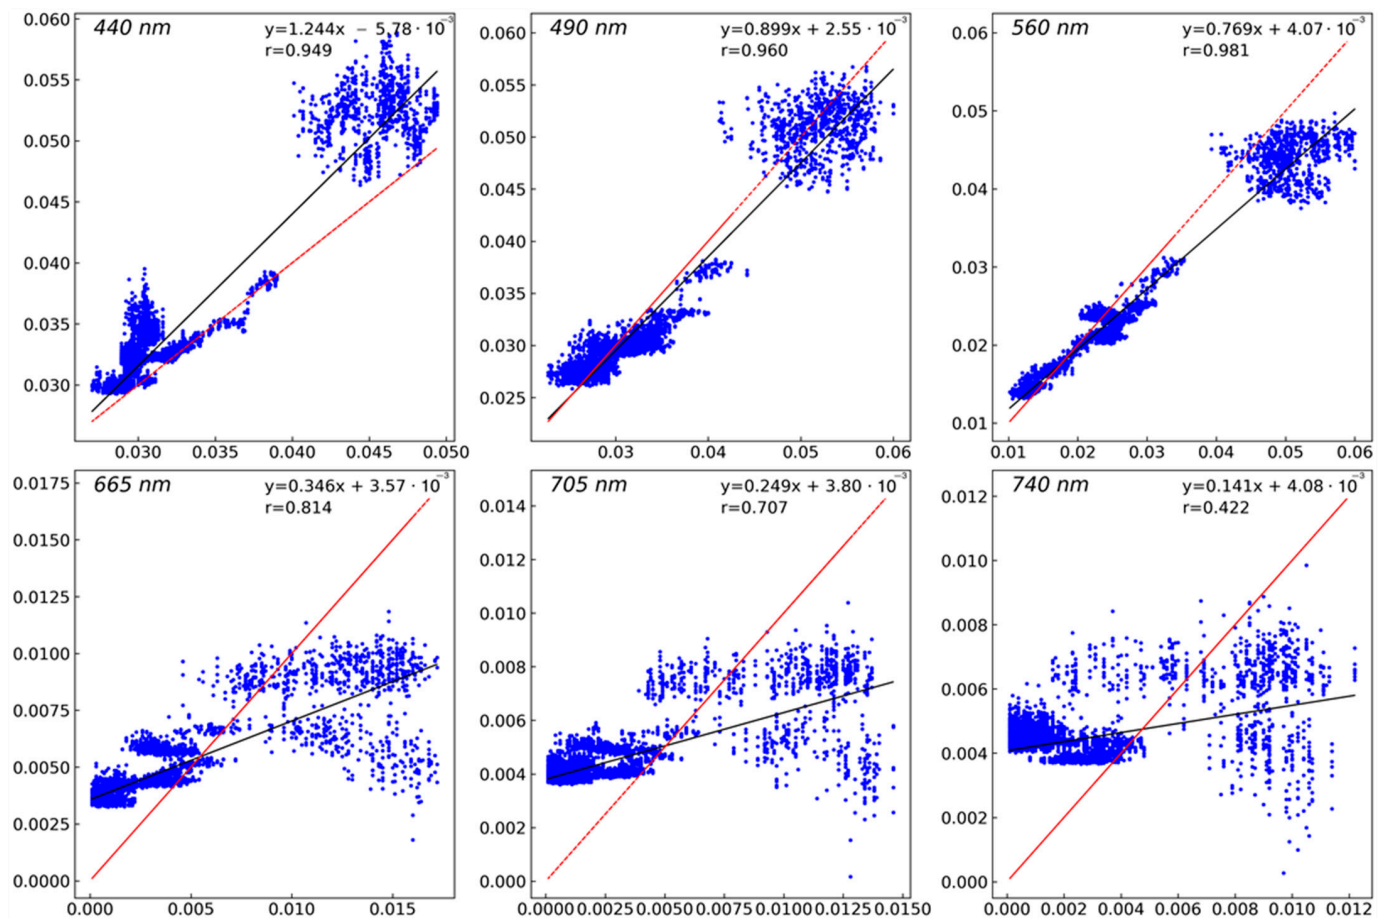 440 nm
y=1.244x − 5.78 · 10⁻³
r=0.949
0.060
0.055
0.050
0.045
0.040
0.035
0.030
0.030 0.035 0.040 0.045 0.050
490 nm
y=0.899x + 2.55 · 10⁻³
r=0.960
0.060
0.055
0.050
0.045
0.040
0.035
0.030
0.025
0.03 0.04 0.05 0.06
560 nm
y=0.769x + 4.07 · 10⁻³
r=0.981
0.06
0.05
0.04
0.03
0.02
0.01
0.01 0.02 0.03 0.04 0.05 0.06
665 nm
y=0.346x + 3.57 · 10⁻³
r=0.814
0.0175
0.0150
0.0125
0.0100
0.0075
0.0050
0.0025
0.0000
0.000 0.005 0.010 0.015
705 nm
y=0.249x + 3.80 · 10⁻³
r=0.707
0.014
0.012
0.010
0.008
0.006
0.004
0.002
0.000
0.0000 0.0025 0.0050 0.0075 0.0100 0.0125 0.0150
740 nm
y=0.141x + 4.08 · 10⁻³
r=0.422
0.012
0.010
0.008
0.006
0.004
0.002
0.000
0.000 0.002 0.004 0.006 0.008 0.010 0.012